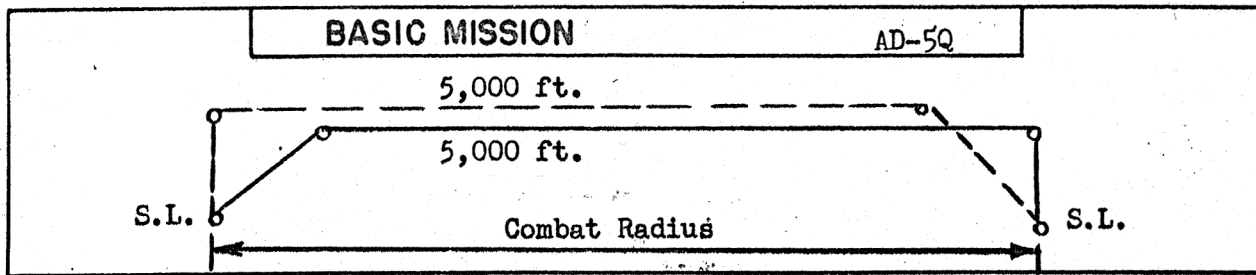 BASIC MISSION AD-5Q
5,000 ft.
5,000 ft.
S.L. Combat Radius S.L.